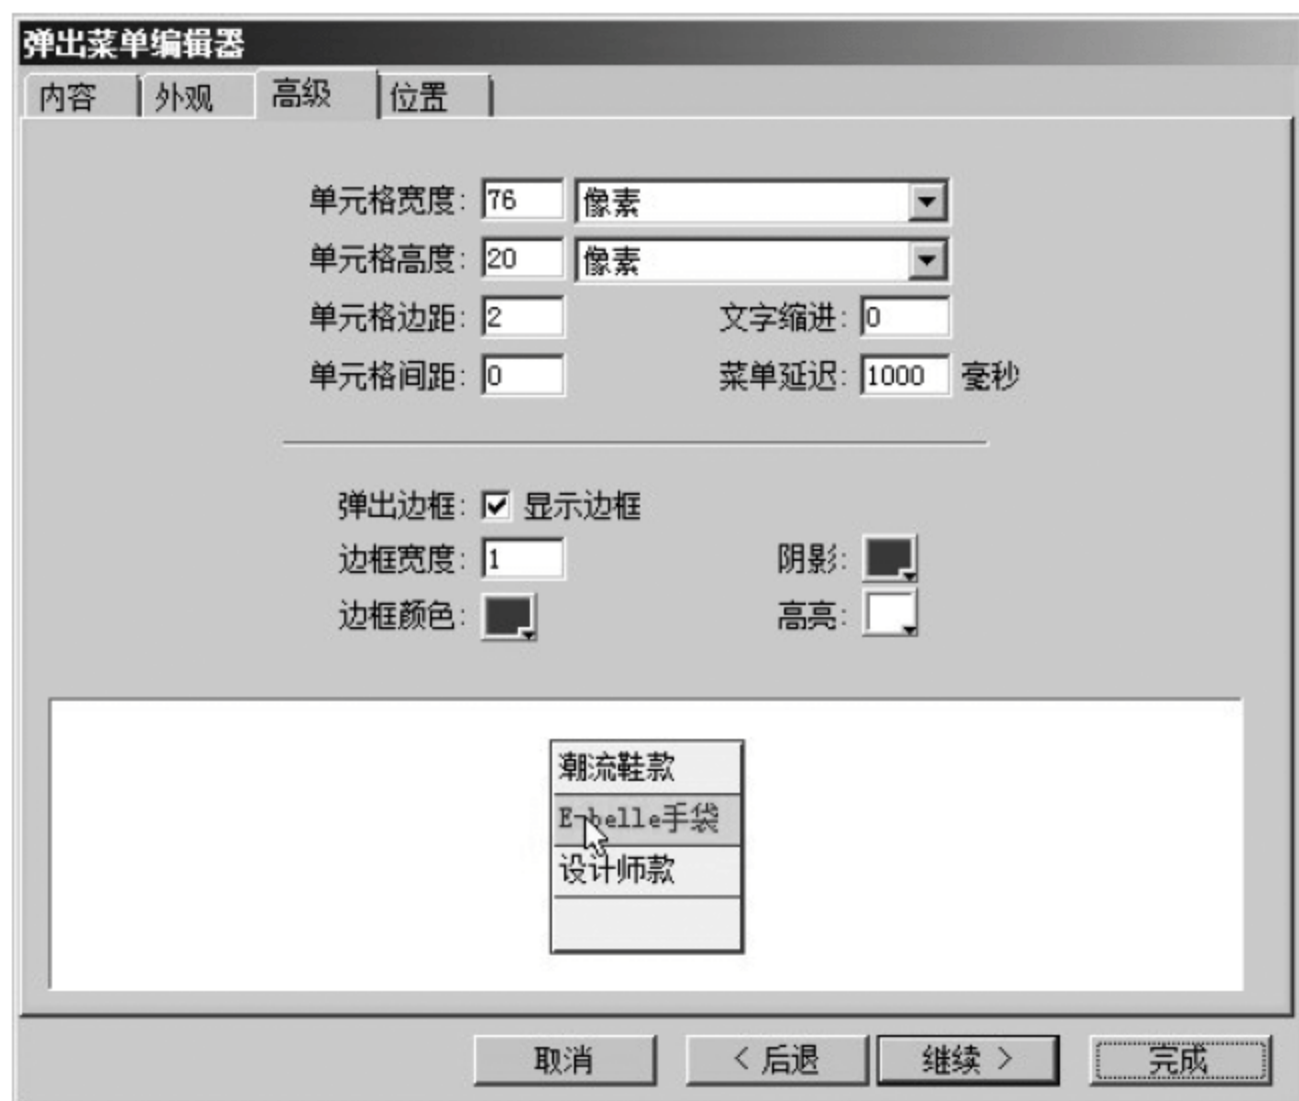 弹出菜单编辑器
内容 外观 高级 位置
单元格宽度: 76 像素
单元格高度: 20 像素
单元格边距: 2 文字缩进: 0
单元格间距: 0 菜单延迟: 1000 毫秒
弹出边框: 显示边框
边框宽度: 1 阴影:
边框颜色: 高亮:
潮流鞋款
E-belle手袋
设计师款
取消 < 后退 继续 > 完成